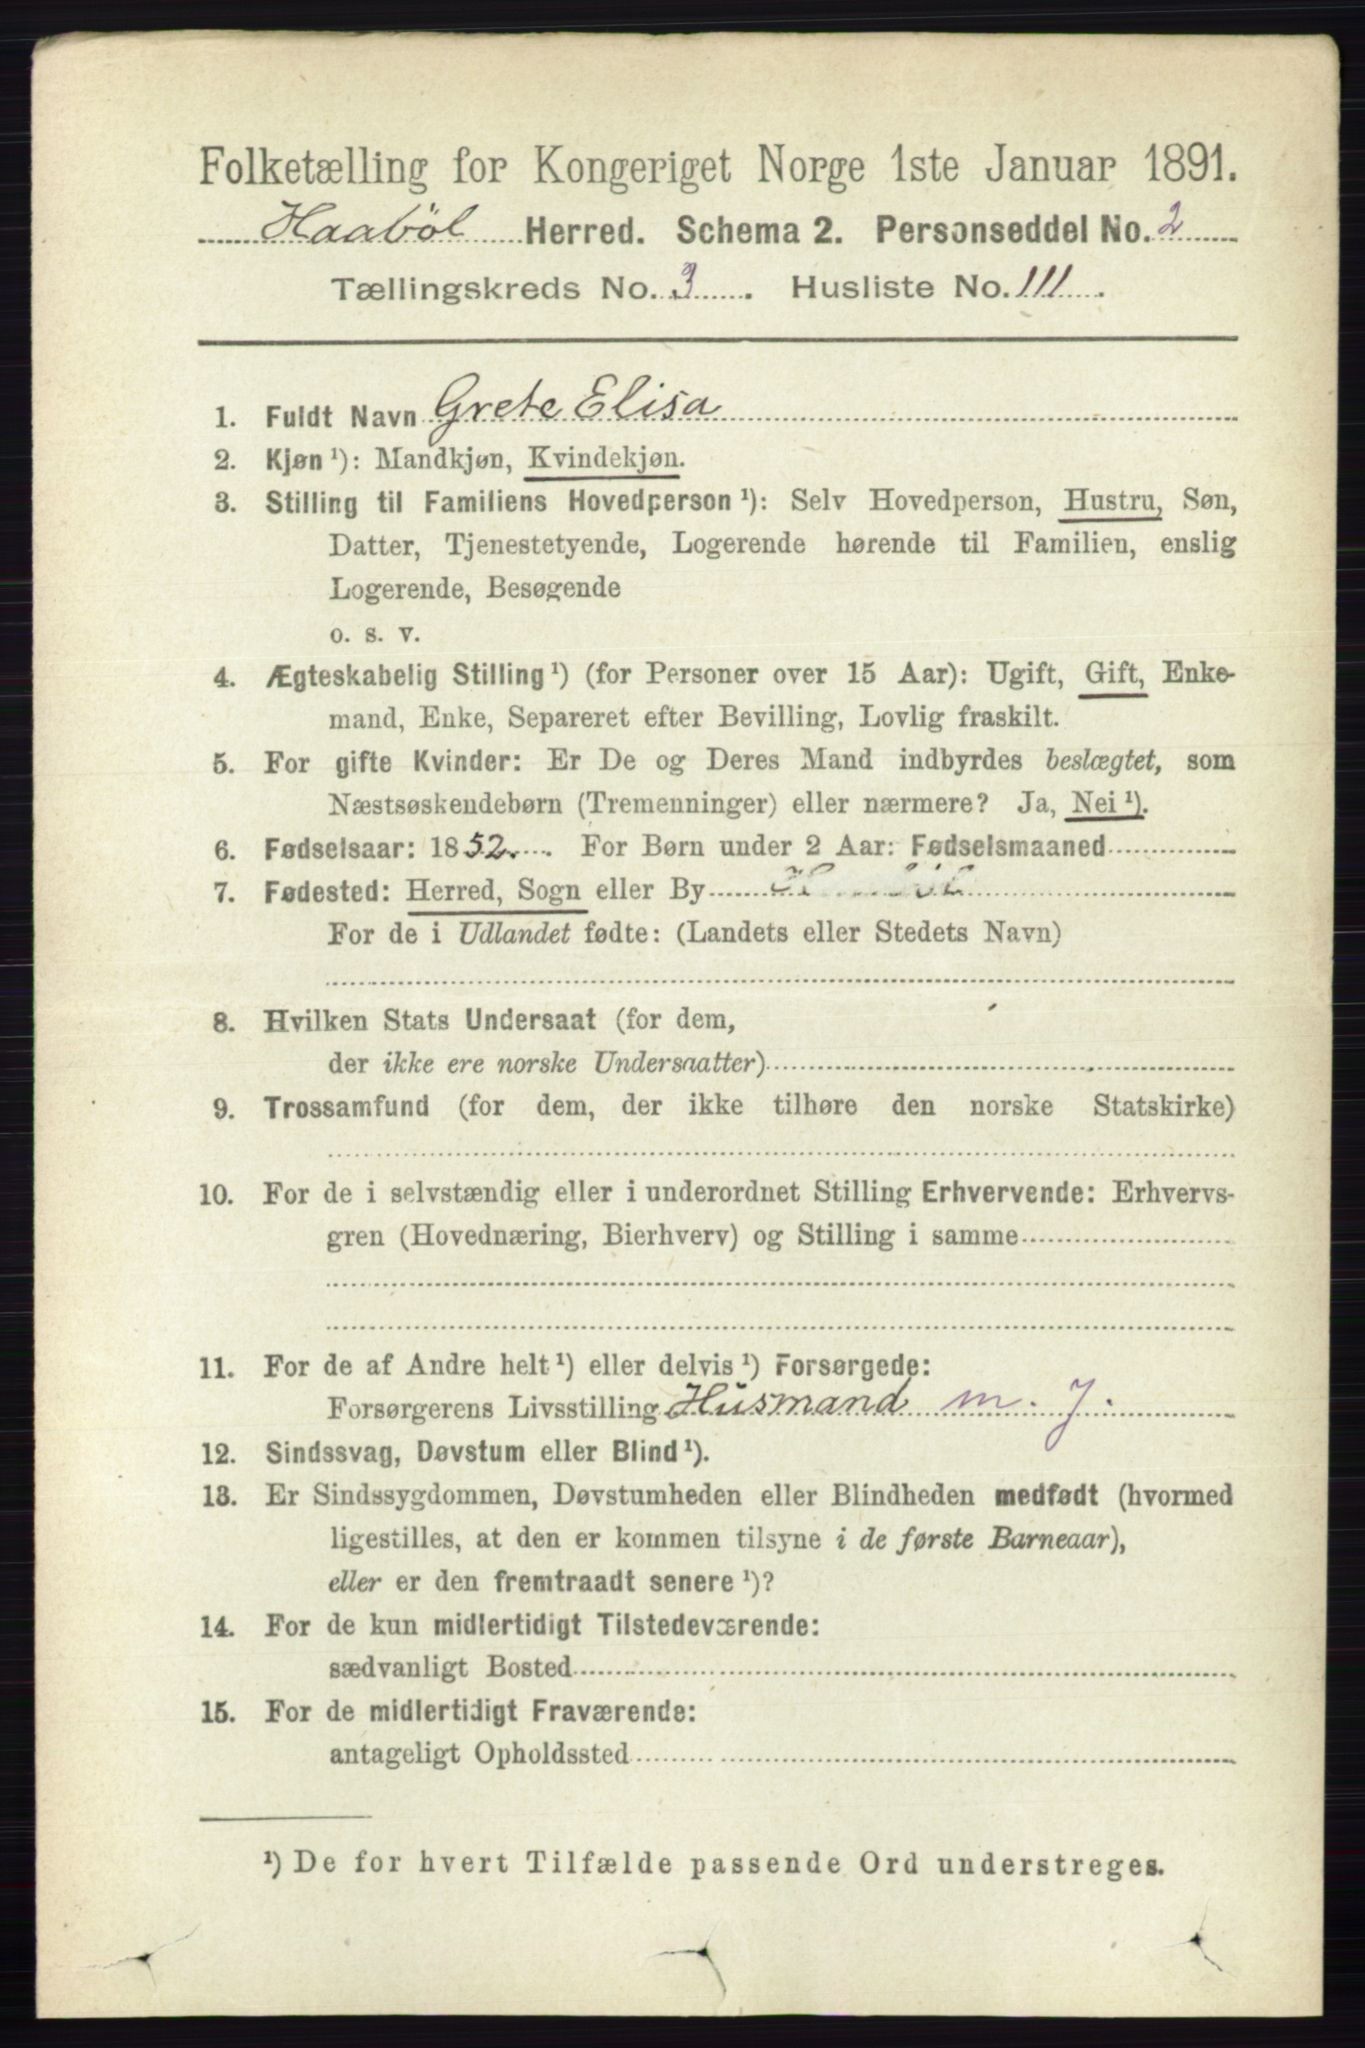 Folketælling for Kongeriget Norge 1ste Januar 1891.
Haaböl Herred. Schema 2. Personseddel No. 2
Tællingskreds No. 3. Husliste No. 111.
1. Fuldt Navn Grete Elisa
2. Kjøn ¹): Mandkjøn, Kvindekjøn.
3. Stilling til Familiens Hovedperson ¹): Selv Hovedperson, Hustru, Søn,
Datter, Tjenestetyende, Logerende hørende til Familien, enslig
Logerende, Besøgende
o. s. v.
4. Ægteskabelig Stilling ¹) (for Personer over 15 Aar): Ugift, Gift, Enke-
mand, Enke, Separeret efter Bevilling, Lovlig fraskilt.
5. For gifte Kvinder: Er De og Deres Mand indbyrdes beslægtet, som
Næstsøskendebørn (Tremenninger) eller nærmere? Ja, Nei ¹).
6. Fødselsaar: 1852. For Børn under 2 Aar: Fødselsmaaned
7. Fødested: Herred, Sogn eller By
For de i Udlandet fødte: (Landets eller Stedets Navn)
8. Hvilken Stats Undersaat (for dem,
der ikke ere norske Undersaatter)
9. Trossamfund (for dem, der ikke tilhøre den norske Statskirke)
10. For de i selvstændig eller i underordnet Stilling Erhvervende: Erhvervs-
gren (Hovednæring, Bierhverv) og Stilling i samme
11. For de af Andre helt ¹) eller delvis ¹) Forsørgede:
Forsørgerens Livsstilling Husmand m. J.
12. Sindssvag, Døvstum eller Blind ¹).
13. Er Sindssygdommen, Døvstumheden eller Blindheden medfødt (hvormed
ligestilles, at den er kommen tilsyne i de første Barneaar),
eller er den fremtraadt senere ¹)?
14. For de kun midlertidigt Tilstedeværende:
sædvanligt Bosted
15. For de midlertidigt Fraværende:
antageligt Opholdssted
¹) De for hvert Tilfælde passende Ord understreges.